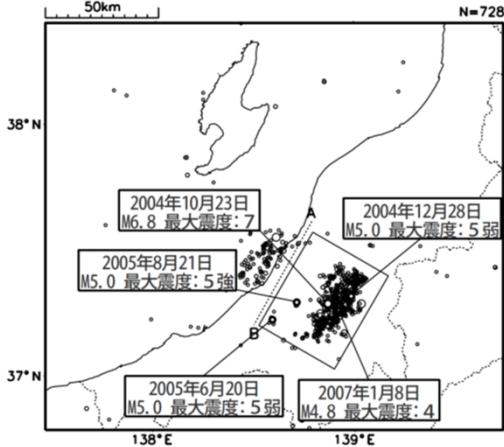 50km
N=728
38°N
2004年10月23日
M6.8 最大震度:7
A
2004年12月28日
M5.0 最大震度:5弱
2005年8月21日
M5.0 最大震度:5強
B
37°N
2005年6月20日
M5.0 最大震度:5弱
2007年1月8日
M4.8 最大震度:4
138°E
139°E